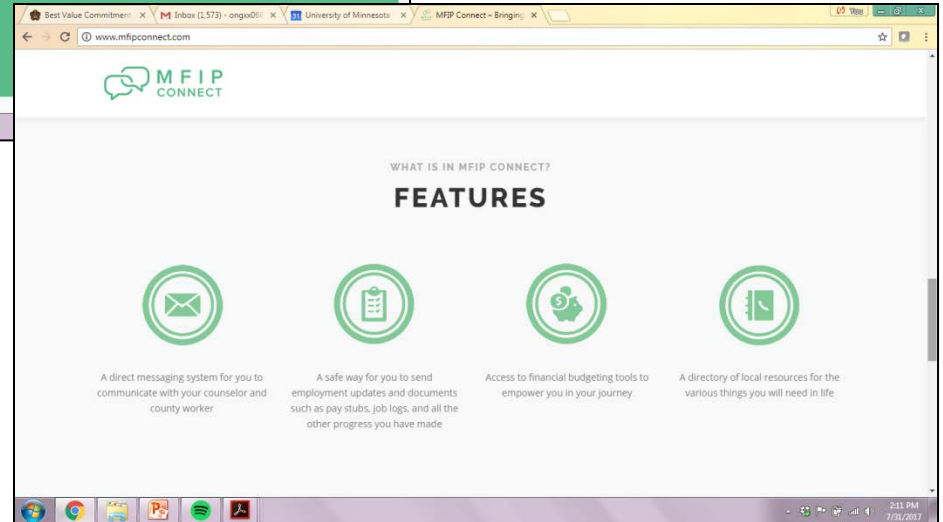 Best Value Commitment
Inbox (1,573) - ongxx06
University of Minnesota
MFIP Connect – Bringing
www.mfipconnect.com
MFIP
CONNECT
WHAT IS IN MFIP CONNECT?
FEATURES
A direct messaging system for you to
communicate with your counselor and
county worker
A safe way for you to send
employment updates and documents
such as pay stubs, job logs, and all the
other progress you have made
Access to financial budgeting tools to
empower you in your journey
A directory of local resources for the
various things you will need in life
2:11 PM
7/31/2017